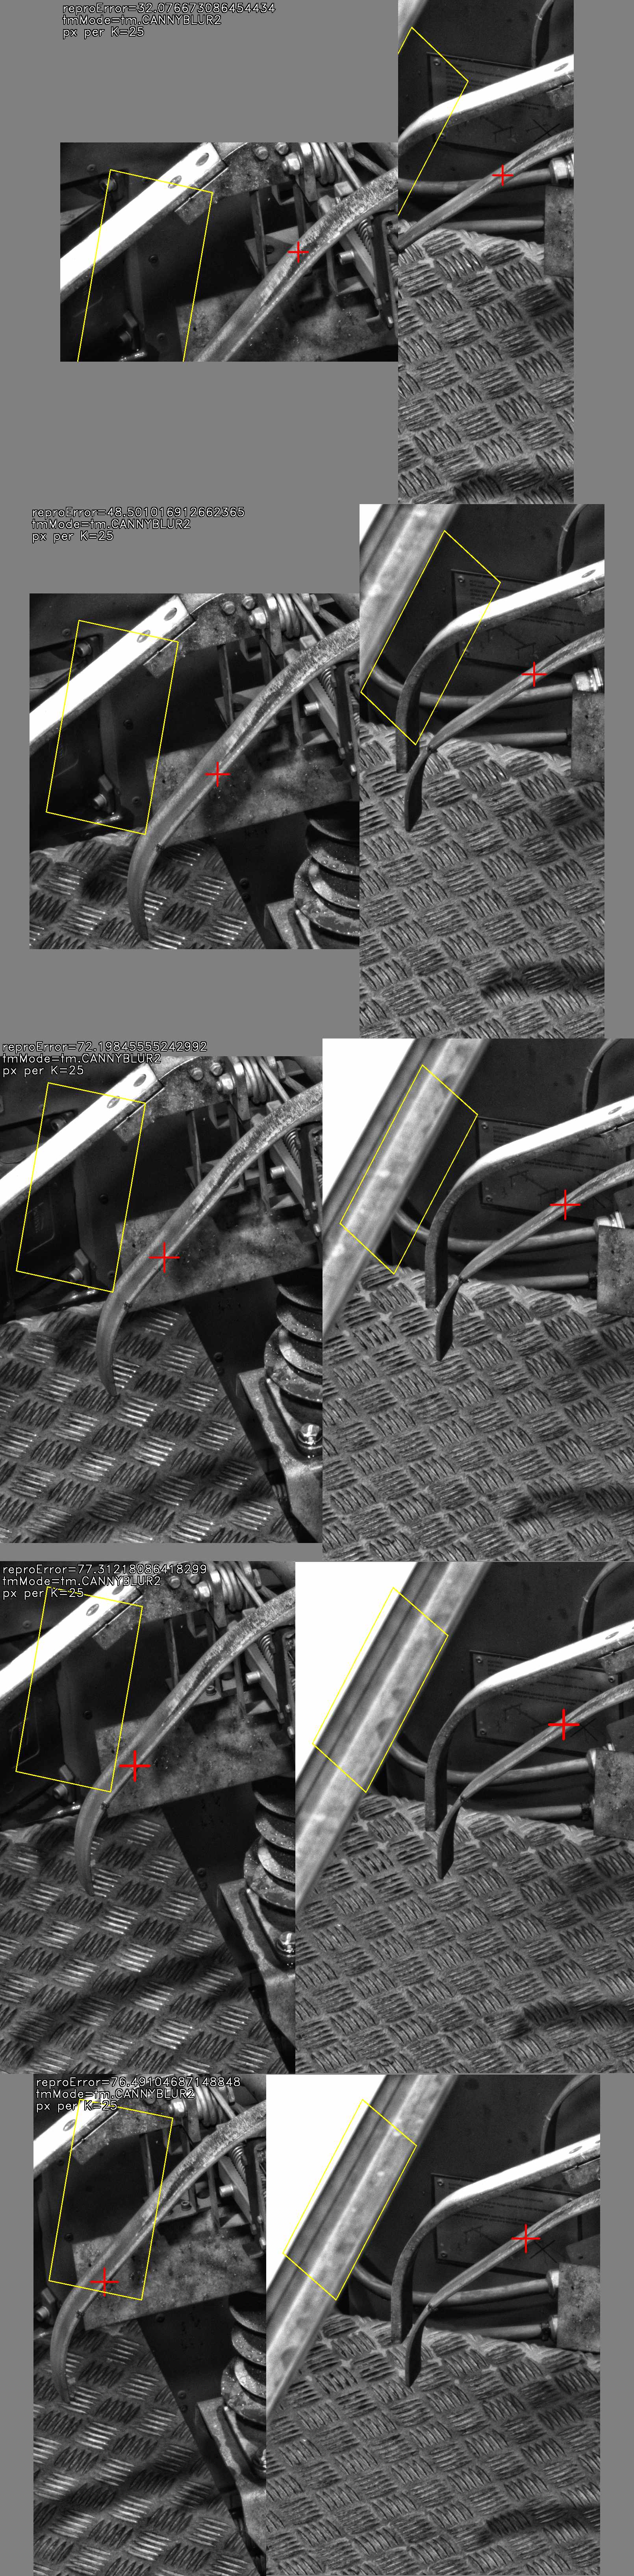 reproError=32.076673086454434
tmMode=tm.CANNYBLUR2
px per K=25
reproError=48.501016912662365
tmMode=tm.CANNYBLUR2
px per K=25
reproError=72.19845555242992
tmMode=tm.CANNYBLUR2
px per K=25
reproError=77.31218086418299
tmMode=tm.CANNYBLUR2
px per K=25
reproError=76.49104687148848
tmMode=tm.CANNYBLUR2
px per K=25